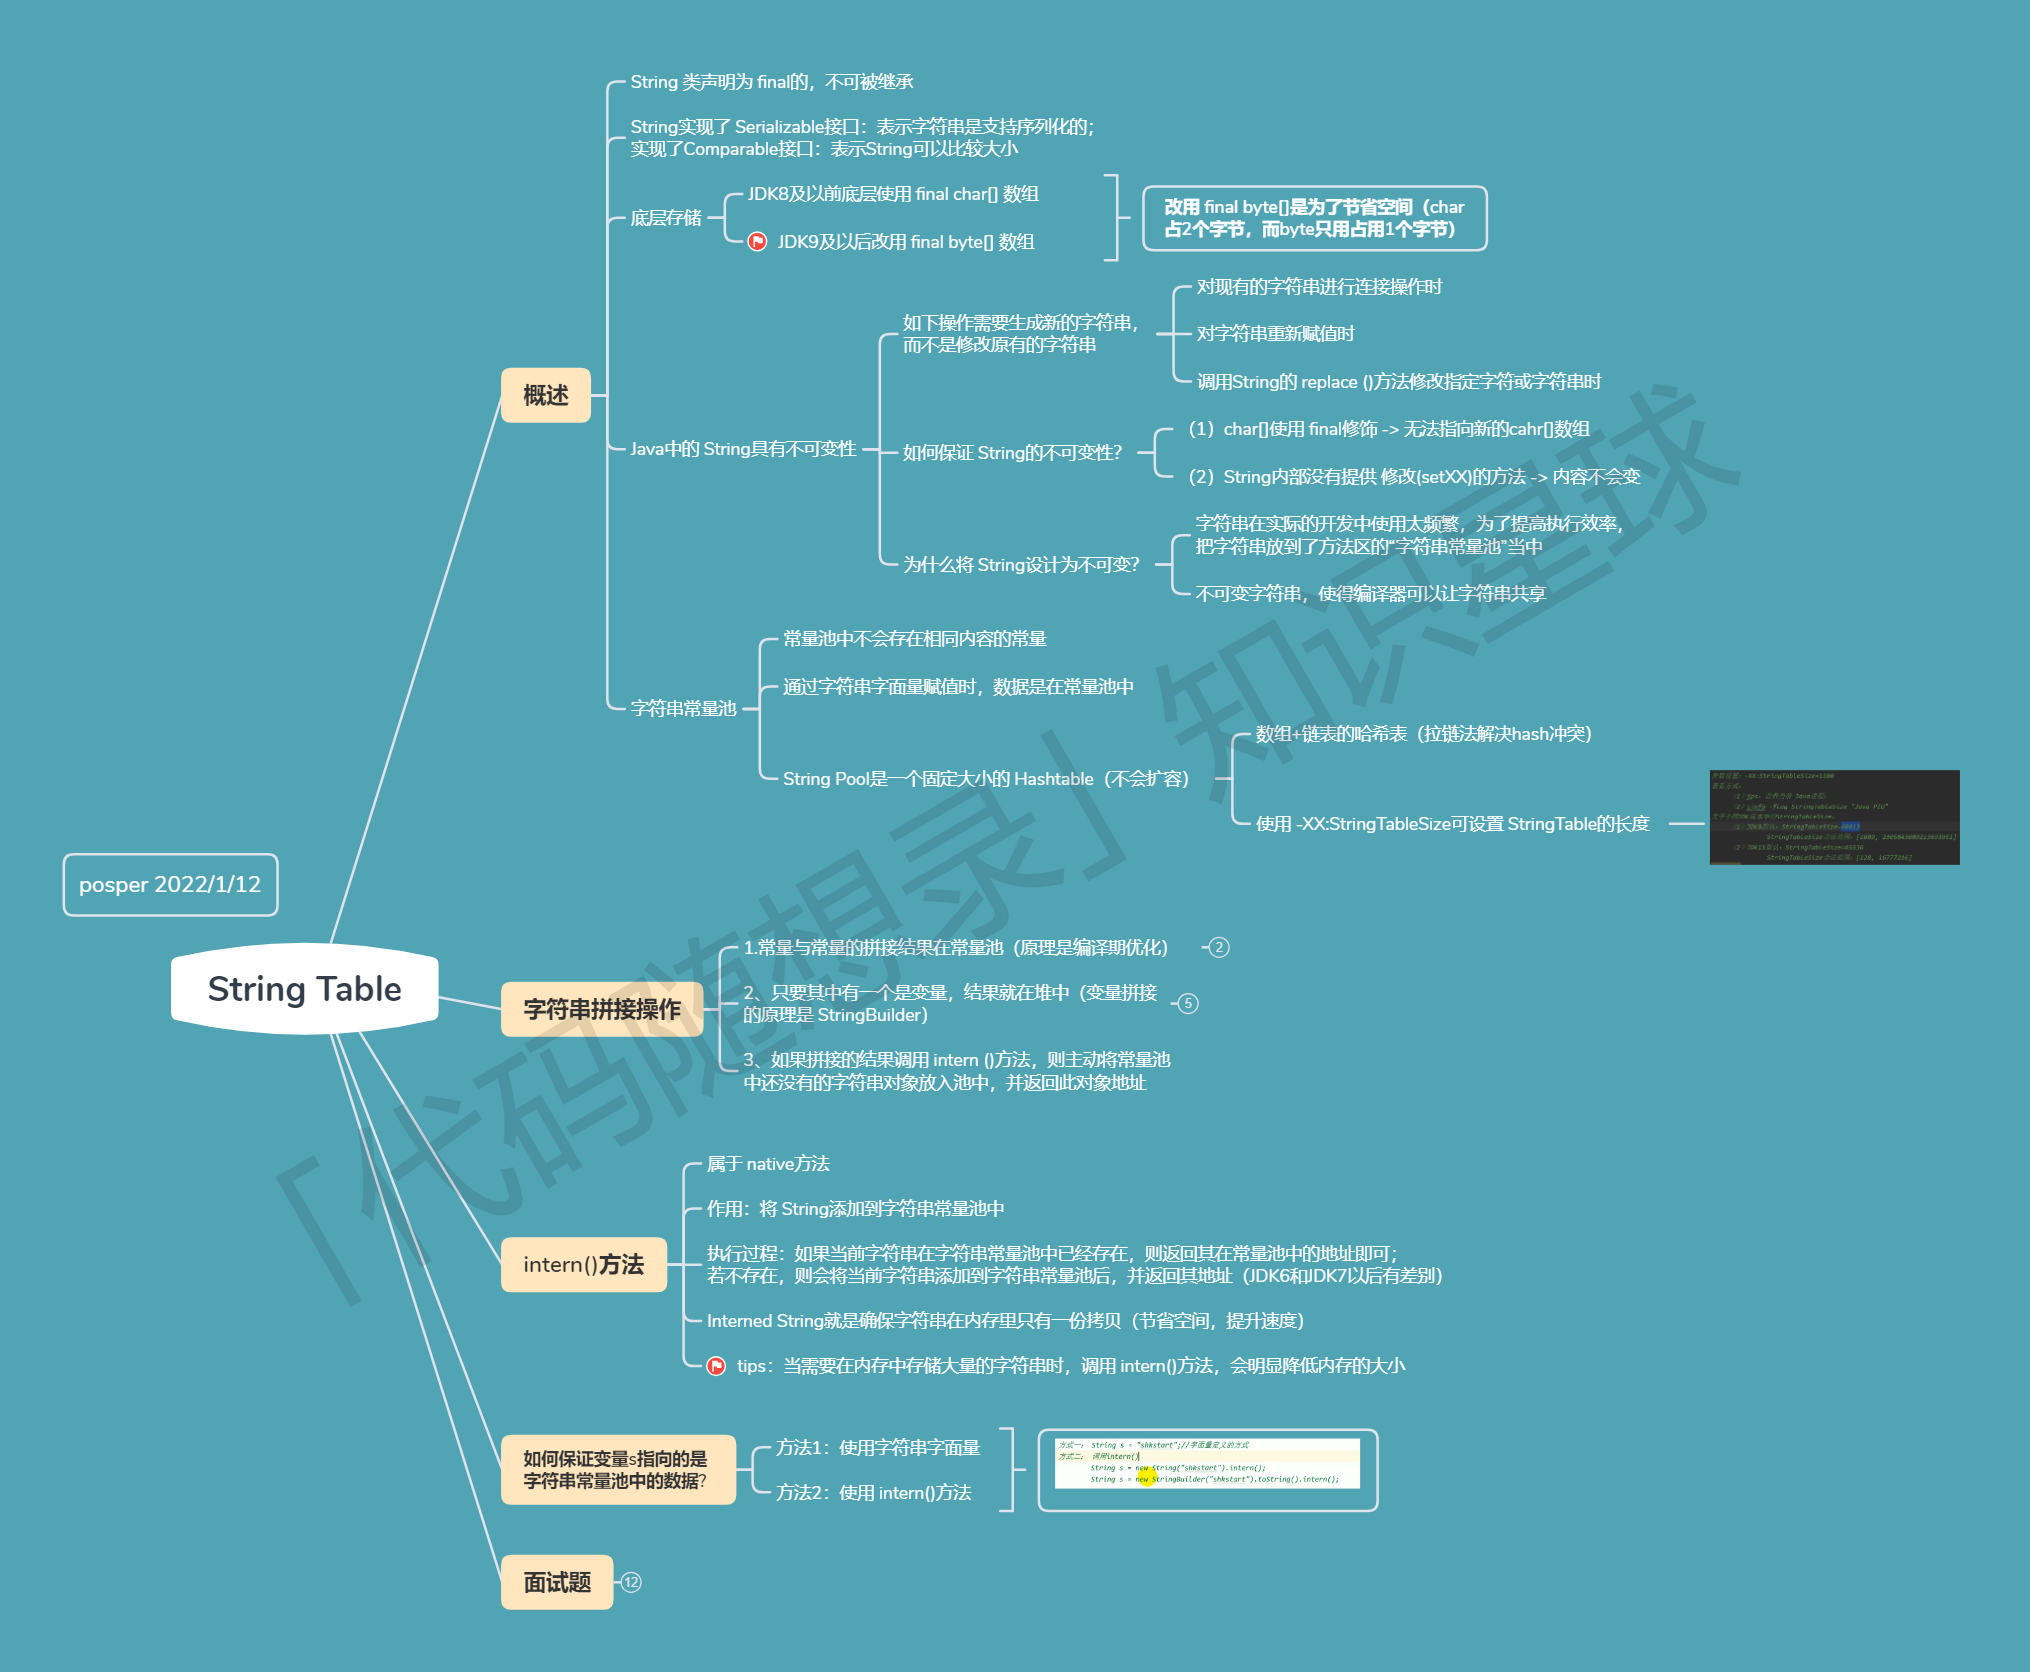 String 类声明为 final的，不可被继承
String实现了 Serializable接口：表示字符串是支持序列化的；
实现了Comparable接口：表示String可以比较大小
底层存储
JDK8及以前底层使用 final char[] 数组
JDK9及以后改用 final byte[] 数组
改用 final byte[]是为了节省空间（char
占2个字节，而byte只用占用1个字节）
概述
Java中的 String具有不可变性
如下操作需要生成新的字符串，
而不是修改原有的字符串
对现有的字符串进行连接操作时
对字符串重新赋值时
调用String的 replace ()方法修改指定字符或字符串时
如何保证 String的不可变性？
（1）char[]使用 final修饰 -> 无法指向新的cahr[]数组
（2）String内部没有提供 修改(setXX)的方法 -> 内容不会变
为什么将 String设计为不可变？
字符串在实际的开发中使用太频繁，为了提高执行效率，
把字符串放到了方法区的“字符串常量池”当中
不可变字符串，使得编译器可以让字符串共享
字符串常量池
常量池中不会存在相同内容的常量
通过字符串字面量赋值时，数据是在常量池中
String Pool是一个固定大小的 Hashtable（不会扩容）
数组+链表的哈希表（拉链法解决hash冲突）
使用 -XX:StringTableSize可设置 StringTable的长度
posper 2022/1/12
String Table
字符串拼接操作
1.常量与常量的拼接结果在常量池（原理是编译期优化）
2
2、只要其中有一个是变量，结果就在堆中（变量拼接
的原理是 StringBuilder）
5
3、如果拼接的结果调用 intern ()方法，则主动将常量池
中还没有的字符串对象放入池中，并返回此对象地址
intern()方法
属于 native方法
作用：将 String添加到字符串常量池中
执行过程：如果当前字符串在字符串常量池中已经存在，则返回其在常量池中的地址即可；
若不存在，则会将当前字符串添加到字符串常量池后，并返回其地址（JDK6和JDK7以后有差别）
Interned String就是确保字符串在内存里只有一份拷贝（节省空间，提升速度）
tips：当需要在内存中存储大量的字符串时，调用 intern()方法，会明显降低内存的大小
如何保证变量s指向的是
字符串常量池中的数据？
方法1：使用字符串字面量
方法2：使用 intern()方法
方式一： String s = "shkstart";//字面量定义的方式
方式二： 调用intern()
String s = new String("shkstart").intern();
String s = new StringBuilder("shkstart").toString().intern();
面试题
12
「代码随想录」知识星球